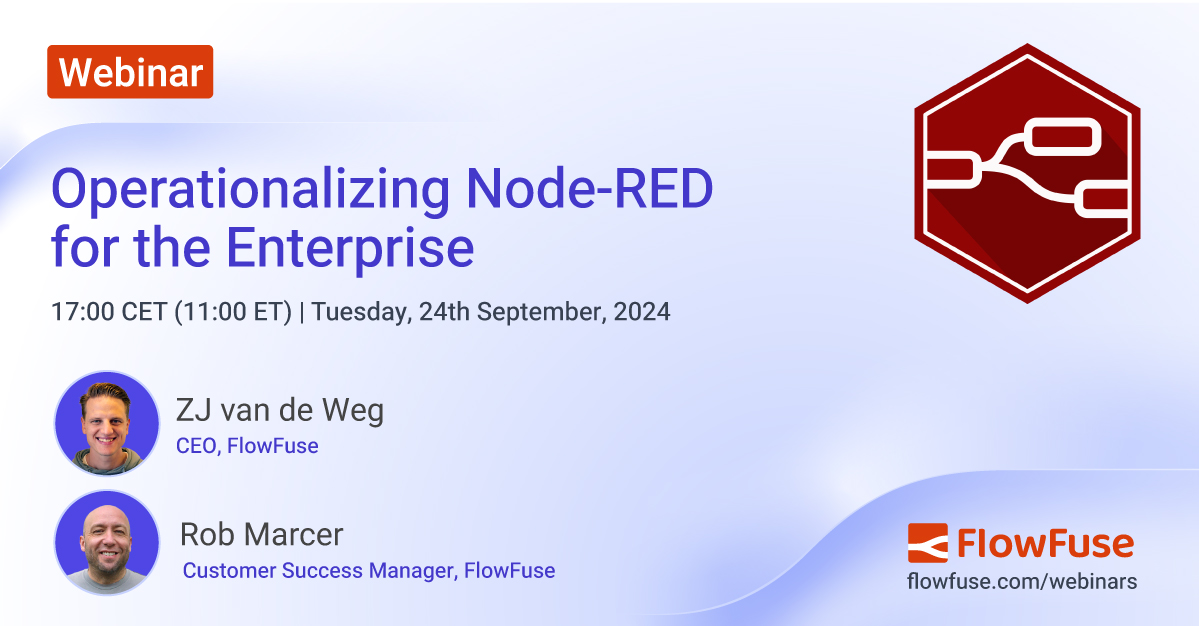 Webinar
Operationalizing Node-RED
for the Enterprise
17:00 CET (11:00 ET) | Tuesday, 24th September, 2024
ZJ van de Weg
CEO, FlowFuse
Rob Marcer
Customer Success Manager, FlowFuse
FlowFuse
flowfuse.com/webinars